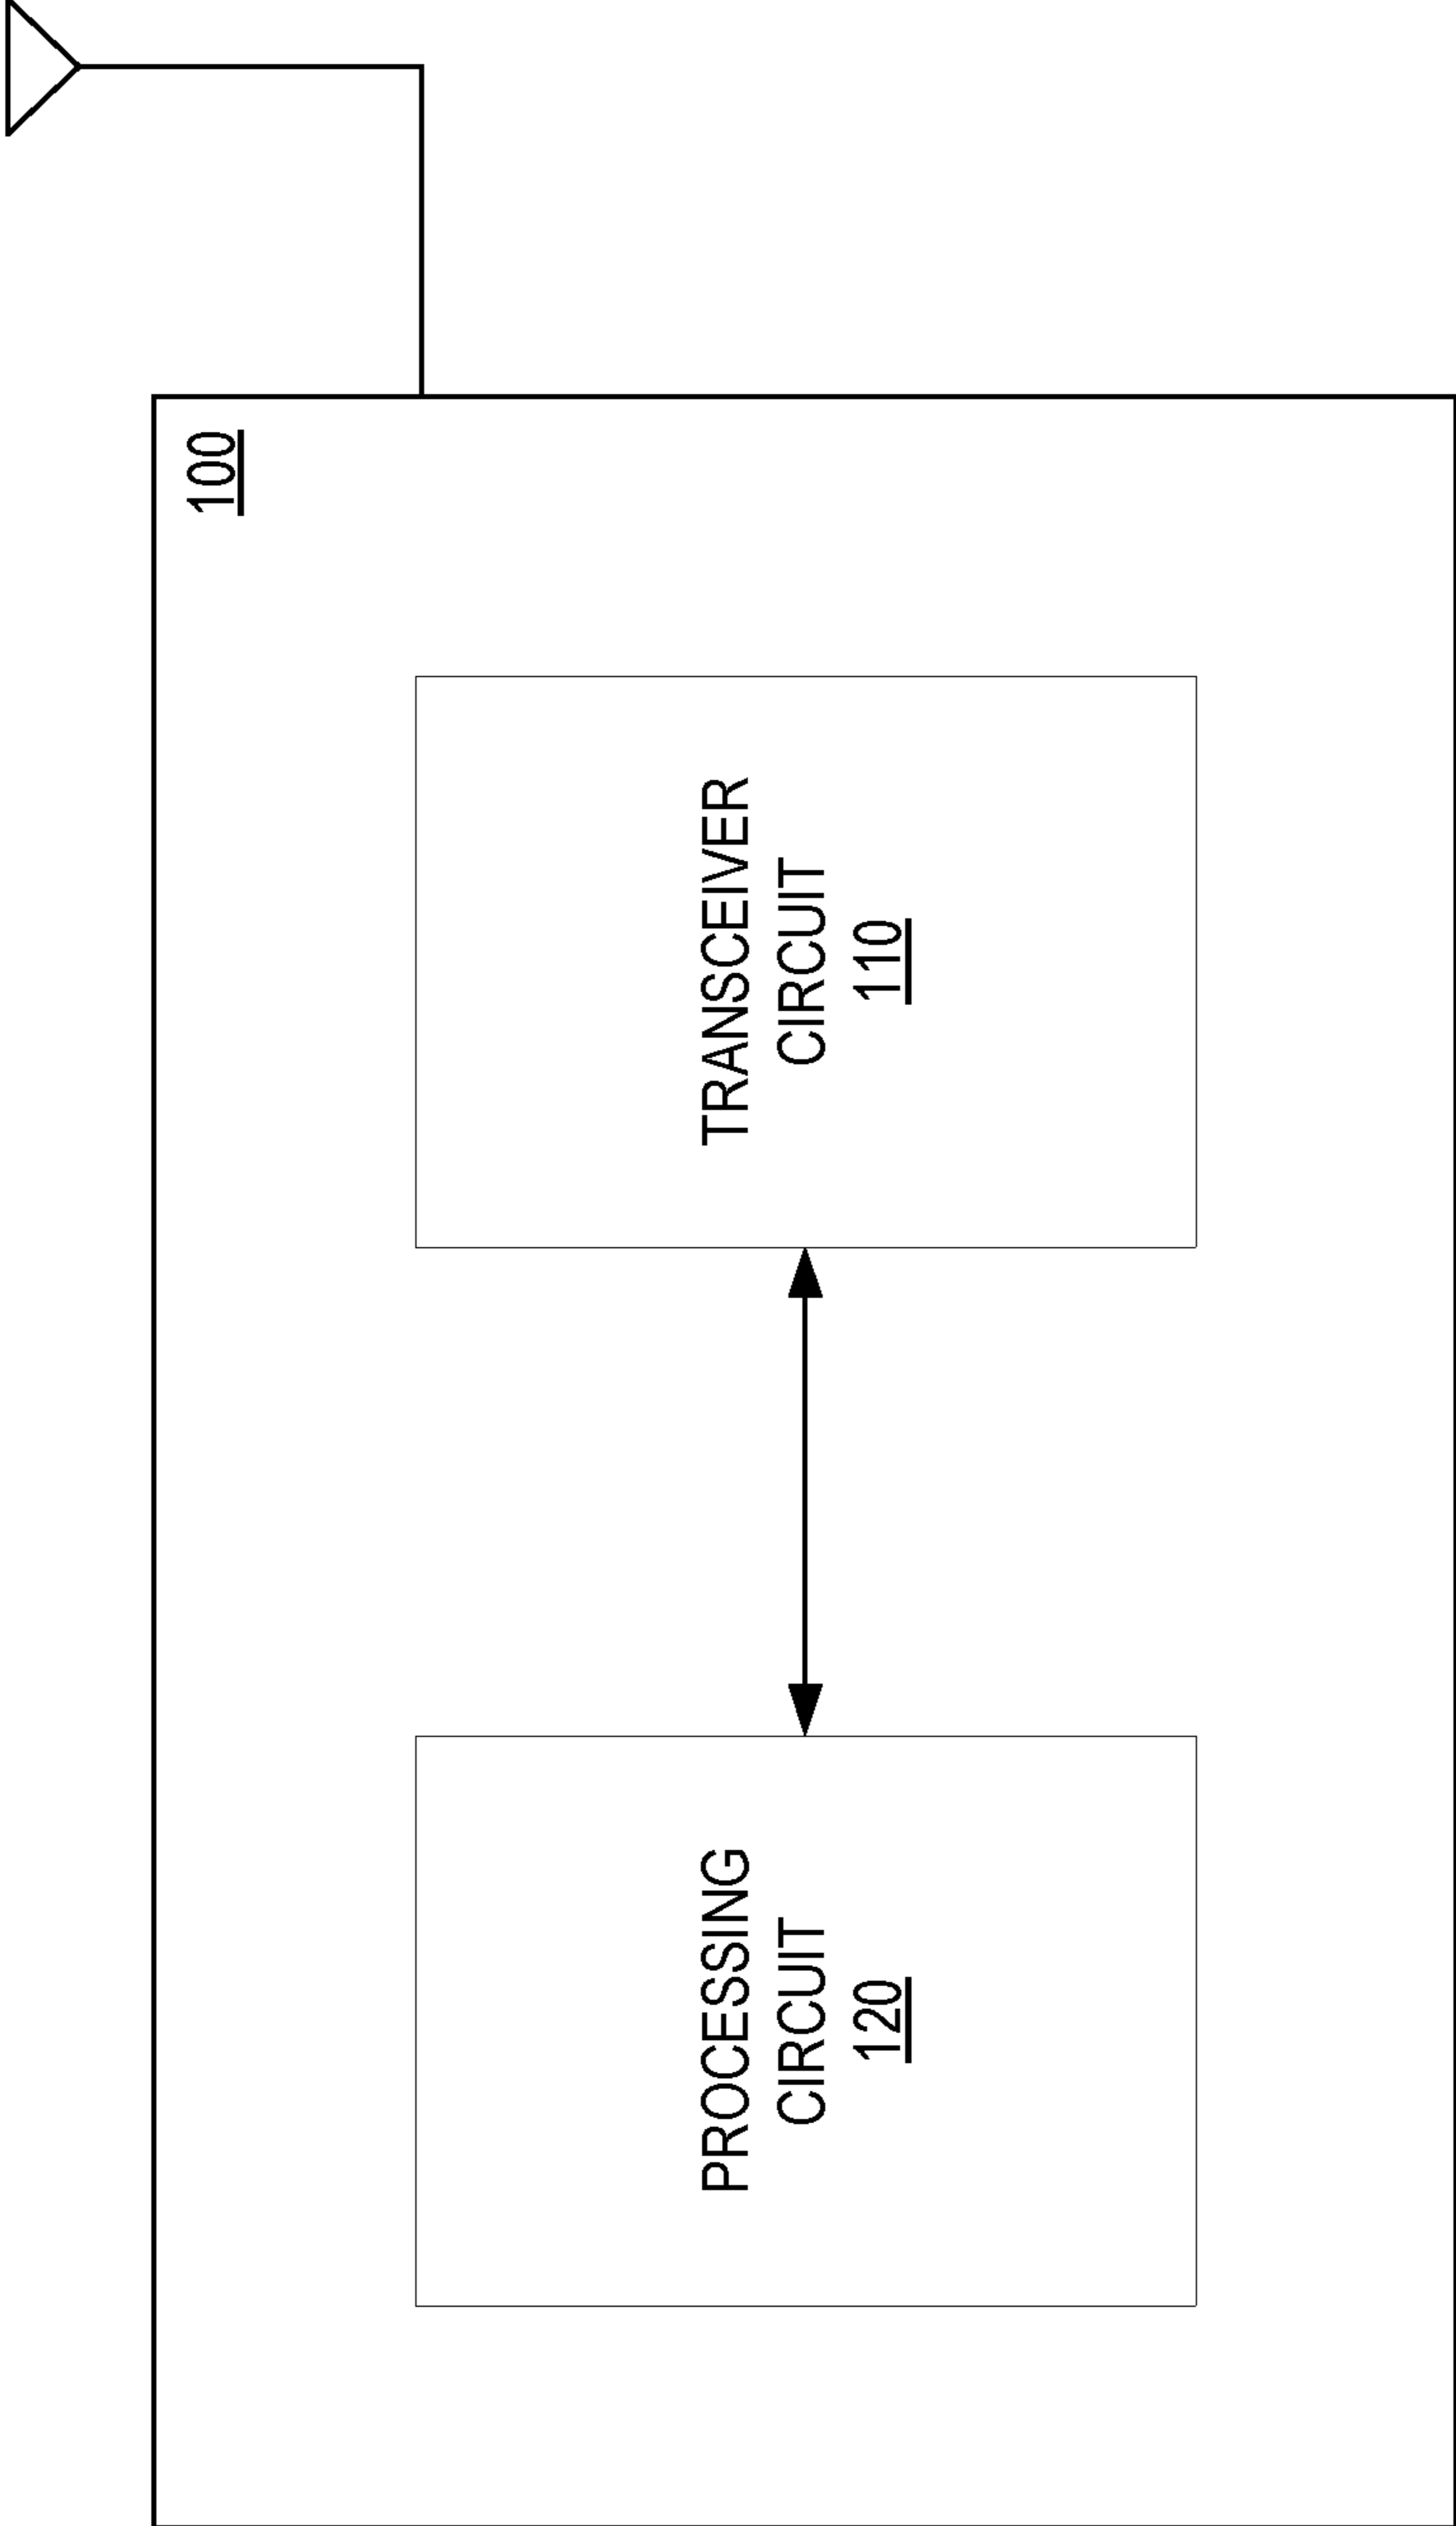 100
PROCESSING
CIRCUIT
120
TRANSCEIVER
CIRCUIT
110